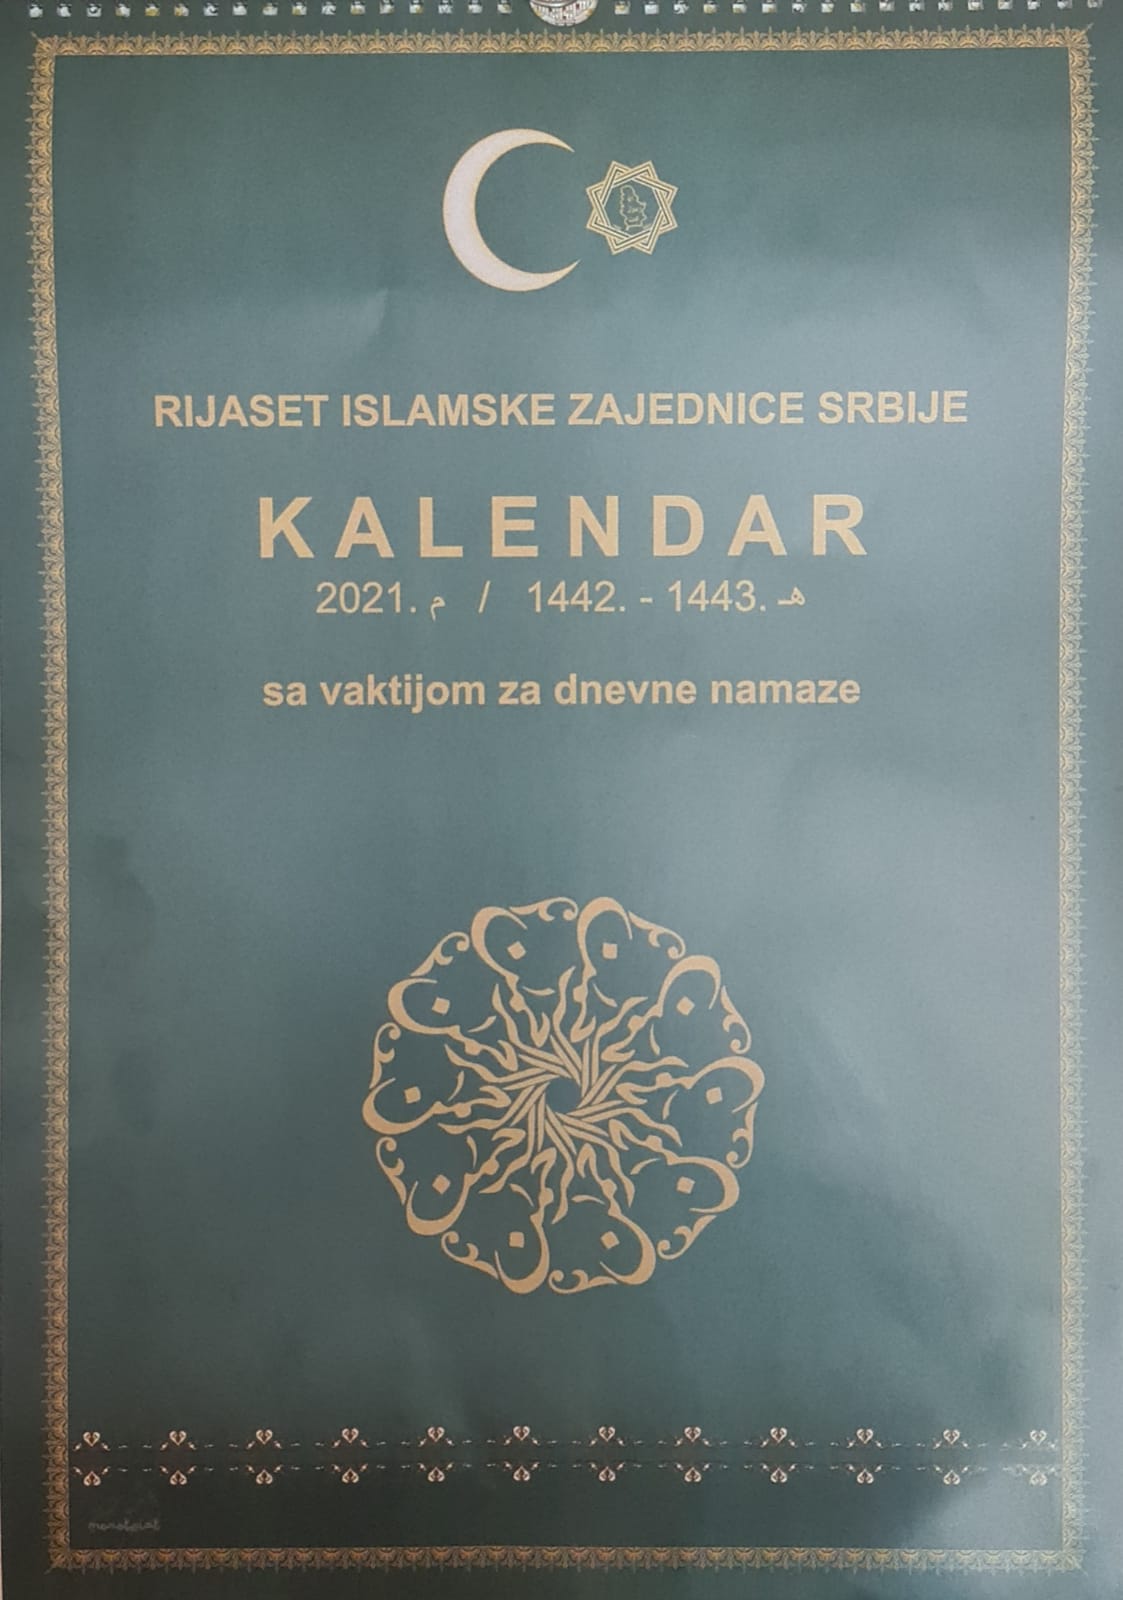 RIJASET ISLAMSKE ZAJEDNICE SRBIJE
KALENDAR
2021. م / 1442. - 1443. هـ
sa vaktijom za dnevne namaze